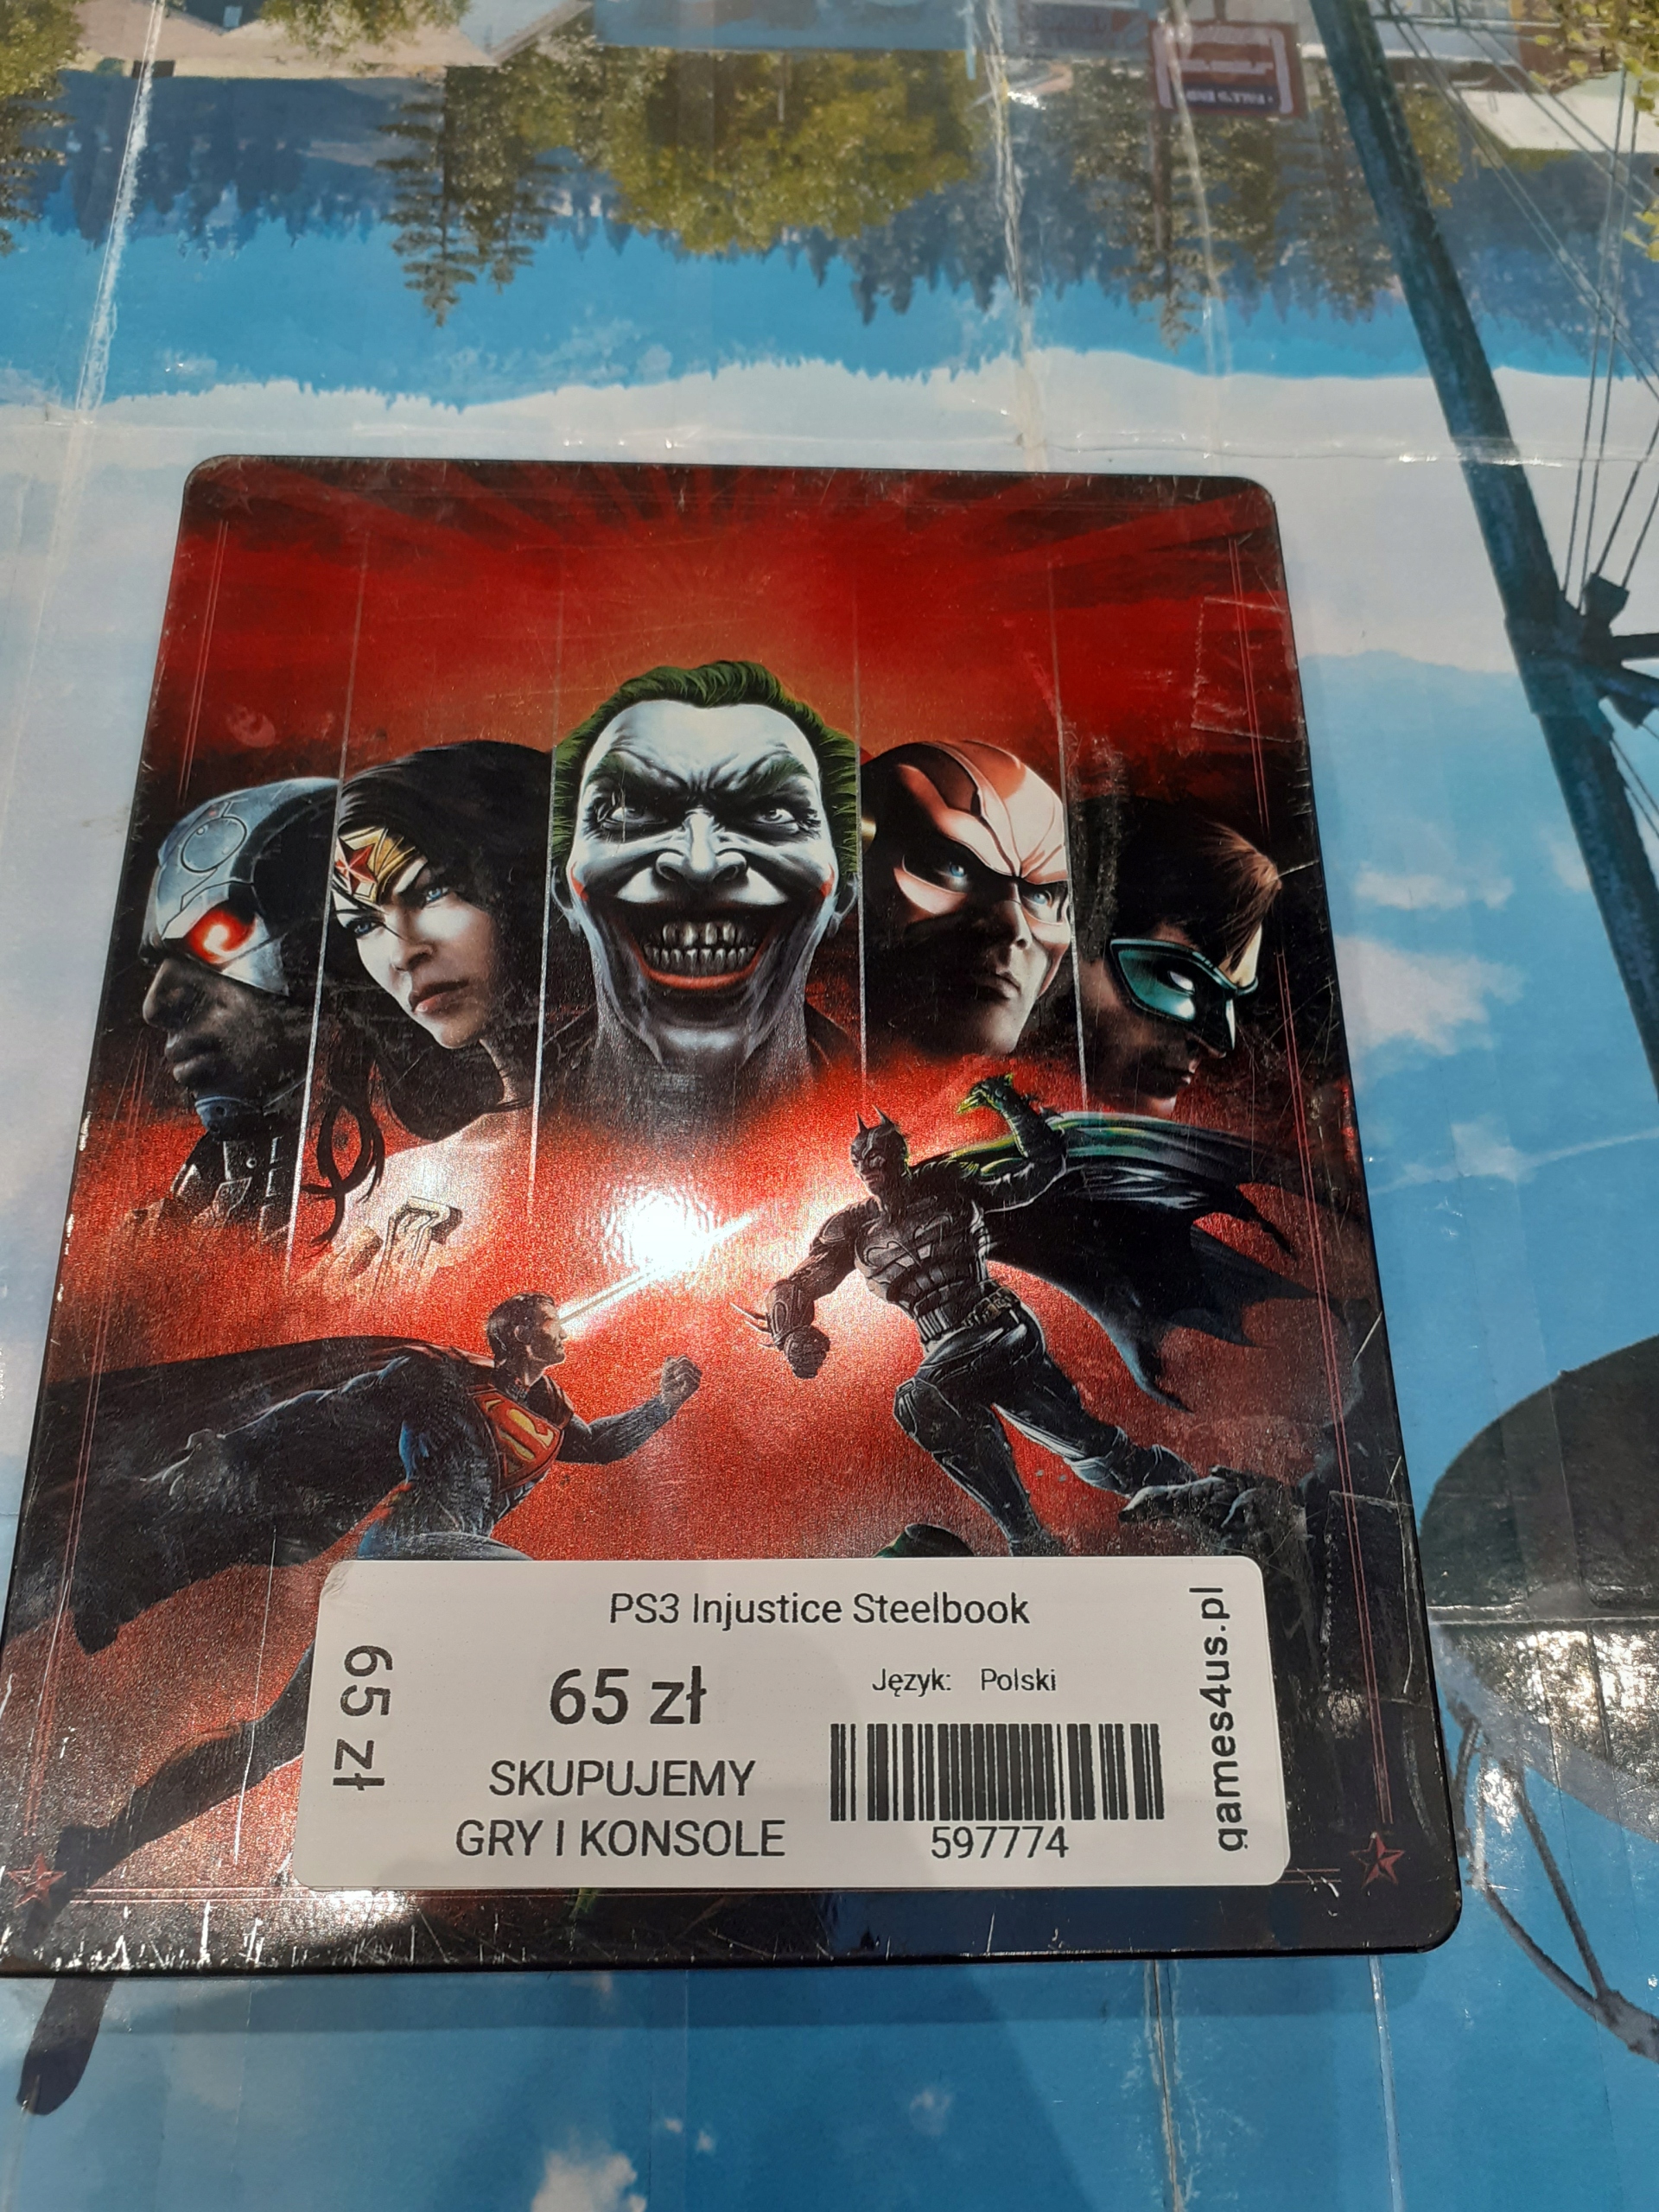 PS3 Injustice Steelbook
65 zł
65 zł
Język: Polski
SKUPUJEMY
GRY I KONSOLE
597774
games4us.pl